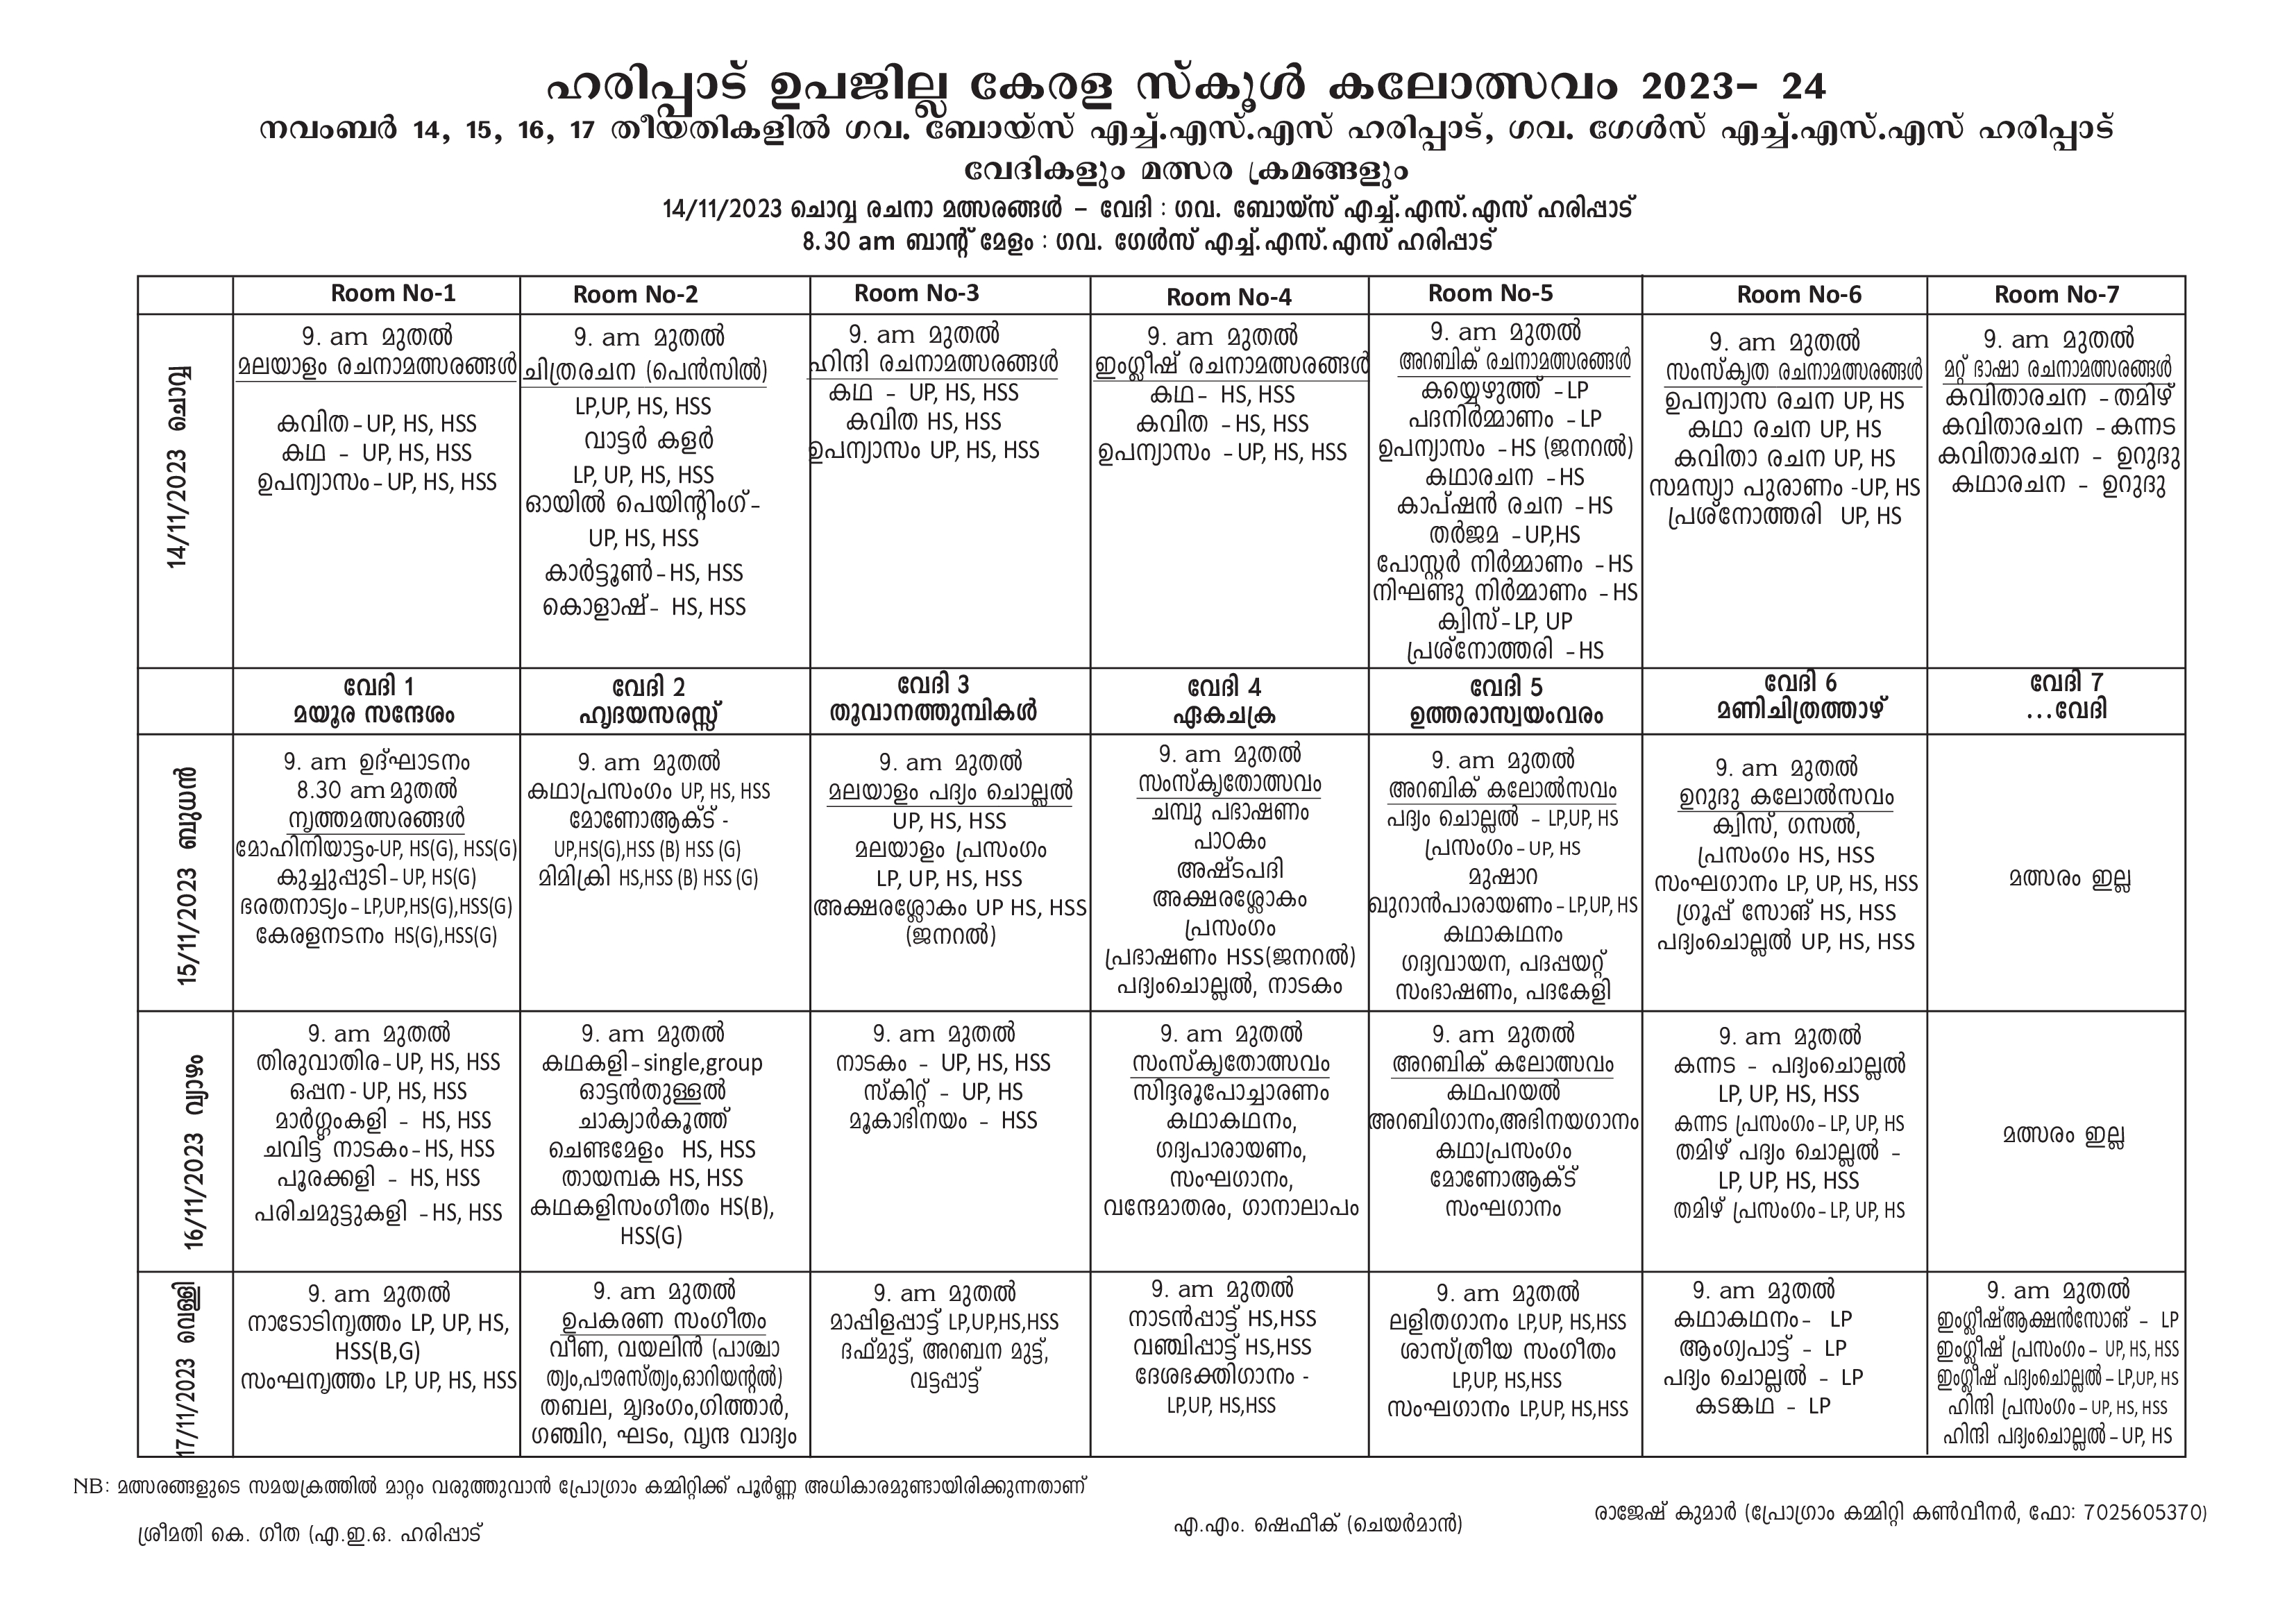 ഹരിപ്പാട് ഉപജില്ല കേരള സ്കൂൾ കലോത്സവം 2023- 24
നവംബർ 14, 15, 16, 17 തീയതികളിൽ ഗവ. ബോയ്സ് എച്ച്.എസ്.എസ് ഹരിപ്പാട്, ഗവ. ഗേൾസ് എച്ച്.എസ്.എസ് ഹരിപ്പാട്
വേദികളും മത്സര ക്രമങ്ങളും
14/11/2023 ചൊവ്വ രചനാ മത്സരങ്ങൾ - വേദി : ഗവ. ബോയ്സ് എച്ച്.എസ്.എസ് ഹരിപ്പാട്
8.30 am ബാന്റ് മേളം : ഗവ. ഗേൾസ് എച്ച്.എസ്.എസ് ഹരിപ്പാട്
Room No-1
Room No-2
Room No-3
Room No-4
Room No-5
Room No-6
Room No-7
14/11/2023 ചൊവ്വ
9. am മുതൽ
മലയാളം രചനാമത്സരങ്ങൾ
കവിത-UP, HS, HSS
കഥ - UP, HS, HSS
ഉപന്യാസം-UP, HS, HSS
9. am മുതൽ
ചിത്രരചന (പെൻസിൽ)
LP,UP, HS, HSS
വാട്ടർ കളർ
LP, UP, HS, HSS
ഓയിൽ പെയിന്റിംഗ്-
UP, HS, HSS
കാർട്ടൂൺ-HS, HSS
കൊളാഷ്- HS, HSS
9. am മുതൽ
ഹിന്ദി രചനാമത്സരങ്ങൾ
കഥ - UP, HS, HSS
കവിത HS, HSS
ഉപന്യാസം UP, HS, HSS
9. am മുതൽ
ഇംഗ്ലീഷ് രചനാമത്സരങ്ങൾ
കഥ- HS, HSS
കവിത -HS, HSS
ഉപന്യാസം -UP, HS, HSS
9. am മുതൽ
അറബിക് രചനാമത്സരങ്ങൾ
കയ്യെഴുത്ത് -LP
പദനിർമ്മാണം -LP
ഉപന്യാസം -HS (ജനറൽ)
കഥാരചന -HS
കാപ്ഷൻ രചന -HS
തർജമ -UP,HS
പോസ്റ്റർ നിർമ്മാണം -HS
നിഘണ്ടു നിർമ്മാണം -HS
ക്വിസ്-LP, UP
പ്രശ്നോത്തരി -HS
9. am മുതൽ
സംസ്കൃത രചനാമത്സരങ്ങൾ
ഉപന്യാസ രചന UP, HS
കഥാ രചന UP, HS
കവിതാ രചന UP, HS
സമസ്യാ പുരാണം -UP, HS
പ്രശ്നോത്തരി UP, HS
9. am മുതൽ
മറ്റ് ഭാഷാ രചനാമത്സരങ്ങൾ
കവിതാരചന -തമിഴ്
കവിതാരചന -കന്നട
കവിതാരചന - ഉറുദു
കഥാരചന - ഉറുദു
വേദി 1
മയൂര സന്ദേശം
വേദി 2
ഹൃദയസരസ്സ്
വേദി 3
തൂവാനത്തുമ്പികൾ
വേദി 4
ഏകചക്ര
വേദി 5
ഉത്തരാസ്വയംവരം
വേദി 6
മണിചിത്രത്താഴ്
വേദി 7
...വേദി
15/11/2023 ബുധൻ
9. am ഉദ്ഘാടനം
8.30 am മുതൽ
നൃത്തമത്സരങ്ങൾ
മോഹിനിയാട്ടം-UP, HS(G), HSS(G)
കുച്ചുപ്പുടി-UP, HS(G)
ഭരതനാട്യം-LP,UP,HS(G),HSS(G)
കേരളനടനം HS(G),HSS(G)
9. am മുതൽ
കഥാപ്രസംഗം UP, HS, HSS
മോണോആക്ട് -
UP,HS(G),HSS (B) HSS (G)
മിമിക്രി HS,HSS (B) HSS (G)
9. am മുതൽ
മലയാളം പദ്യം ചൊല്ലൽ
UP, HS, HSS
മലയാളം പ്രസംഗം
LP, UP, HS, HSS
അക്ഷരശ്ലോകം UP HS, HSS
(ജനറൽ)
9. am മുതൽ
സംസ്കൃതോത്സവം
ചമ്പു പഭാഷണം
പാഠകം
അഷ്ടപദി
അക്ഷരശ്ലോകം
പ്രസംഗം
പ്രഭാഷണം HSS(ജനറൽ)
പദ്യംചൊല്ലൽ, നാടകം
9. am മുതൽ
അറബിക് കലോൽസവം
പദ്യം ചൊല്ലൽ - LP,UP, HS
പ്രസംഗം-UP, HS
മുഷാറ
ഖുറാൻപാരായണം-LP,UP, HS
കഥാകഥനം
ഗദ്യവായന, പദപ്പയറ്റ്
സംഭാഷണം, പദകേളി
9. am മുതൽ
ഉറുദു കലോൽസവം
ക്വിസ്, ഗസൽ,
പ്രസംഗം HS, HSS
സംഘഗാനം LP, UP, HS, HSS
ഗ്രൂപ്പ് സോങ് HS, HSS
പദ്യംചൊല്ലൽ UP, HS, HSS
മത്സരം ഇല്ല
16/11/2023 വ്യാഴം
9. am മുതൽ
തിരുവാതിര-UP, HS, HSS
ഒപ്പന-UP, HS, HSS
മാർഗ്ഗംകളി - HS, HSS
ചവിട്ട് നാടകം-HS, HSS
പൂരക്കളി - HS, HSS
പരിചമുട്ടുകളി -HS, HSS
9. am മുതൽ
കഥകളി-single,group
ഓട്ടൻതുള്ളൽ
ചാക്യാർകൂത്ത്
ചെണ്ടമേളം HS, HSS
തായമ്പക HS, HSS
കഥകളിസംഗീതം HS(B),
HSS(G)
9. am മുതൽ
നാടകം - UP, HS, HSS
സ്കിറ്റ് - UP, HS
മൂകാഭിനയം - HSS
9. am മുതൽ
സംസ്കൃതോത്സവം
സിദ്ദരൂപോച്ചാരണം
കഥാകഥനം,
ഗദ്യപാരായണം,
സംഘഗാനം,
വന്ദേമാതരം, ഗാനാലാപം
9. am മുതൽ
അറബിക് കലോത്സവം
കഥപറയൽ
അറബിഗാനം,അഭിനയഗാനം
കഥാപ്രസംഗം
മോണോആക്ട്
സംഘഗാനം
9. am മുതൽ
കന്നട - പദ്യംചൊല്ലൽ
LP, UP, HS, HSS
കന്നട പ്രസംഗം-LP, UP, HS
തമിഴ് പദ്യം ചൊല്ലൽ -
LP, UP, HS, HSS
തമിഴ് പ്രസംഗം-LP, UP, HS
മത്സരം ഇല്ല
17/11/2023 വെള്ളി
9. am മുതൽ
നാടോടിനൃത്തം LP, UP, HS,
HSS(B,G)
സംഘനൃത്തം LP, UP, HS, HSS
9. am മുതൽ
ഉപകരണ സംഗീതം
വീണ, വയലിൻ (പാശ്ചാ
ത്യം,പൗരസ്ത്യം,ഓറിയന്റൽ)
തബല, മൃദംഗം,ഗിത്താർ,
ഗഞ്ചിറ, ഘടം, വൃന്ദ വാദ്യം
9. am മുതൽ
മാപ്പിളപ്പാട്ട് LP,UP,HS,HSS
ദഫ്മുട്ട്, അറബന മുട്ട്,
വട്ടപ്പാട്ട്
9. am മുതൽ
നാടൻപ്പാട്ട് HS,HSS
വഞ്ചിപ്പാട്ട് HS,HSS
ദേശഭക്തിഗാനം -
LP,UP, HS,HSS
9. am മുതൽ
ലളിതഗാനം LP,UP, HS,HSS
ശാസ്ത്രീയ സംഗീതം
LP,UP, HS,HSS
സംഘഗാനം LP,UP, HS,HSS
9. am മുതൽ
കഥാകഥനം- LP
ആംഗ്യപാട്ട് - LP
പദ്യം ചൊല്ലൽ - LP
കടങ്കഥ - LP
9. am മുതൽ
ഇംഗ്ലീഷ്ആക്ഷൻസോങ് - LP
ഇംഗ്ലീഷ് പ്രസംഗം- UP, HS, HSS
ഇംഗ്ലീഷ് പദ്യംചൊല്ലൽ-LP,UP, HS
ഹിന്ദി പ്രസംഗം-UP, HS, HSS
ഹിന്ദി പദ്യംചൊല്ലൽ-UP, HS
NB: മത്സരങ്ങളുടെ സമയക്രത്തിൽ മാറ്റം വരുത്തുവാൻ പ്രോഗ്രാം കമ്മിറ്റിക്ക് പൂർണ്ണ അധികാരമുണ്ടായിരിക്കുന്നതാണ്
ശ്രീമതി കെ. ഗീത (എ.ഇ.ഒ. ഹരിപ്പാട്
എ.എം. ഷെഫീക് (ചെയർമാൻ)
രാജേഷ് കുമാർ (പ്രോഗ്രാം കമ്മിറ്റി കൺവീനർ, ഫോ: 7025605370)